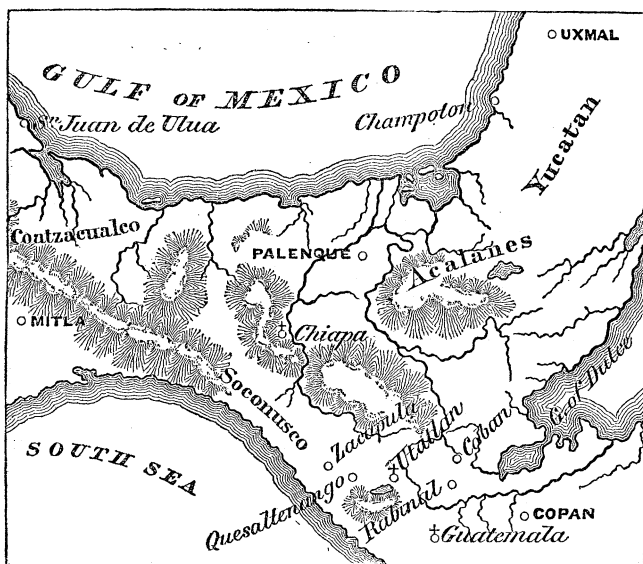 UXMAL
GULF OF MEXICO
Sn. Juan de Ulua
Champoton
Yucatan
Coatzacualco
PALENQUE
Acalanes
MITLA
Chiapa
Soconusco
G. of Dulce
SOUTH SEA
Zacapula
Utatlan
Coban
Quesaltenango
Rabinal
COPAN
Guatemala